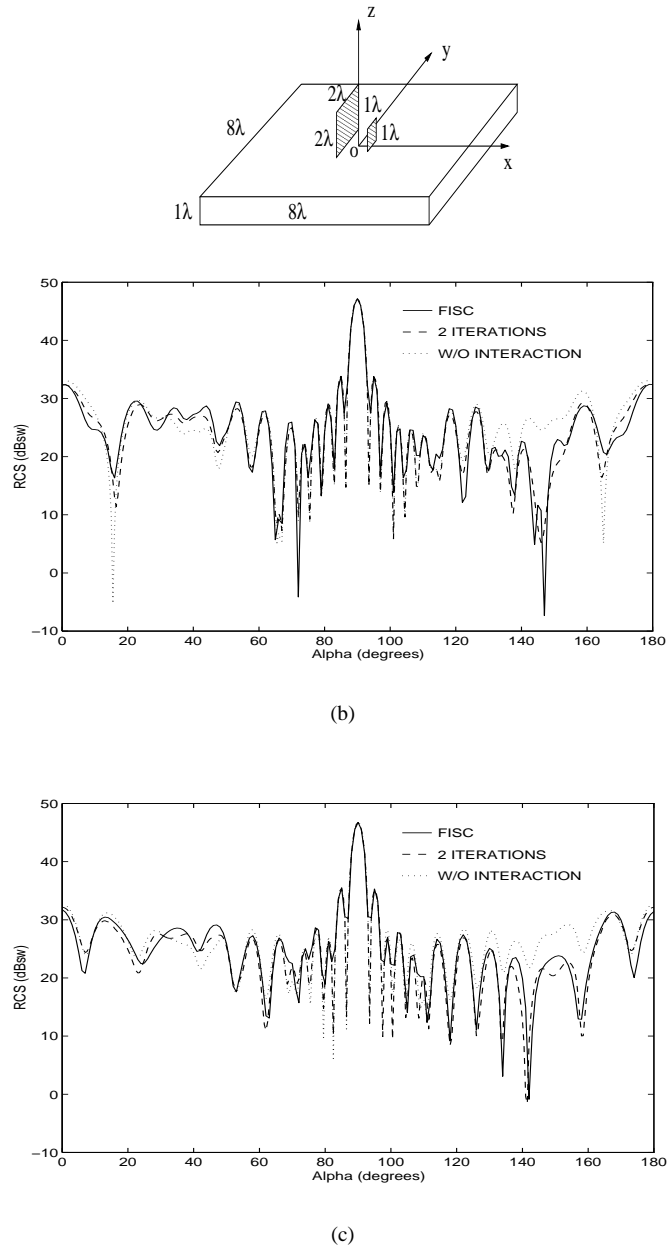 z
y
2λ
1λ
8λ
2λ
1λ
o
x
1λ
8λ
50
40
30
20
10
0
−10
RCS (dBsw)
FISC
2 ITERATIONS
W/O INTERACTION
0 20 40 60 80 100 120 140 160 180
Alpha (degrees)
(b)
50
40
30
20
10
0
−10
RCS (dBsw)
FISC
2 ITERATIONS
W/O INTERACTION
0 20 40 60 80 100 120 140 160 180
Alpha (degrees)
(c)